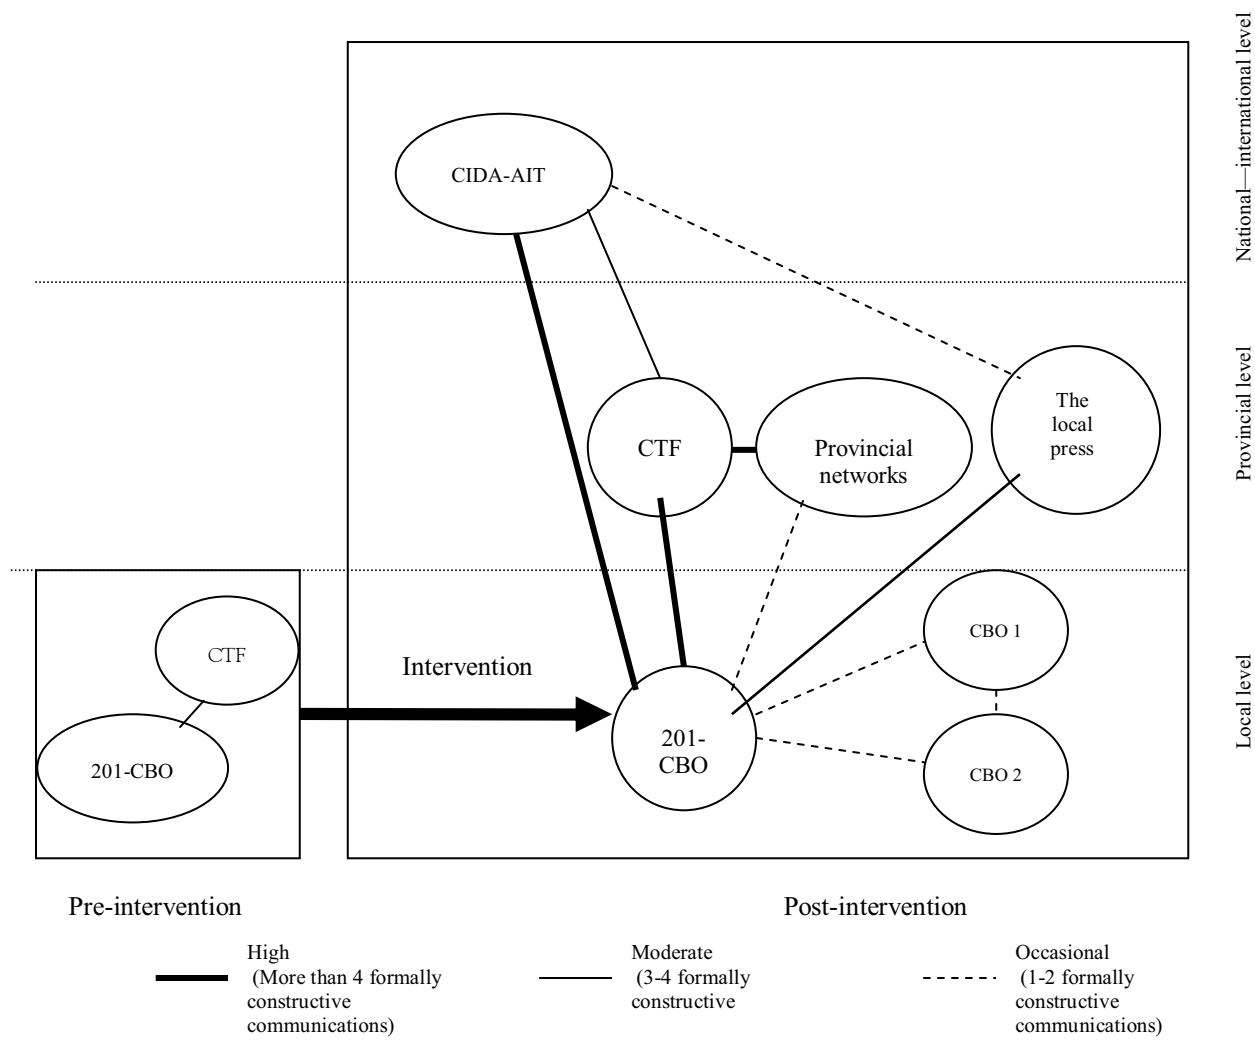 National—international level
CIDA-AIT
Provincial level
The
local
press
CTF
Provincial
networks
CBO 1
Intervention
CTF
Local level
201-
CBO
201-CBO
CBO 2
Pre-intervention
Post-intervention
High
(More than 4 formally
constructive
communications)
Moderate
(3-4 formally
constructive
Occasional
(1-2 formally
constructive
communications)